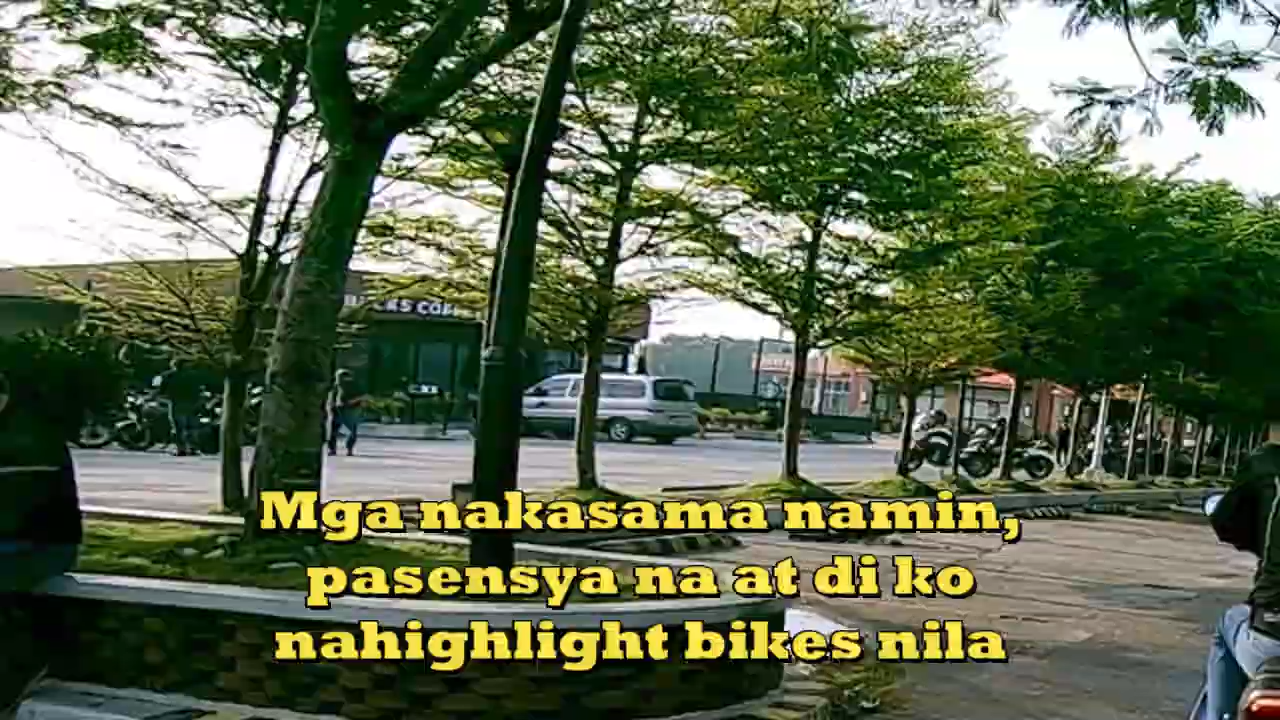 Mga nakasama namin,
pasensya na at di ko
nahighlight bikes nila